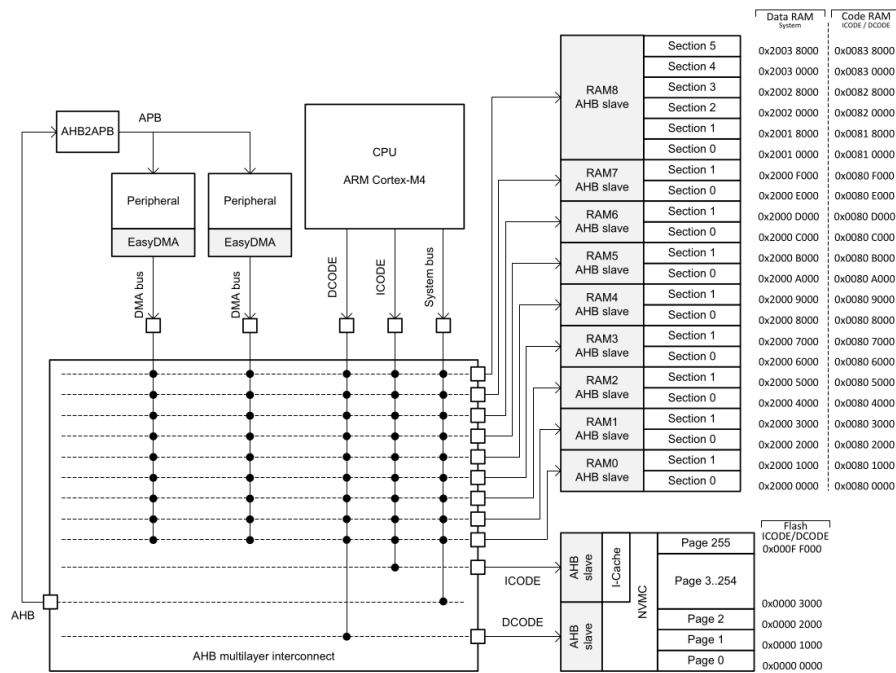 Data RAM
System
Code RAM
ICODE / DCODE
RAM8
AHB slave
Section 5
0x2003 8000
0x0083 8000
Section 4
0x2003 0000
0x0083 0000
Section 3
0x2002 8000
0x0082 8000
Section 2
0x2002 0000
0x0082 0000
Section 1
0x2001 8000
0x0081 8000
Section 0
0x2001 0000
0x0081 0000
RAM7
AHB slave
Section 1
0x2000 F000
0x0080 F000
Section 0
0x2000 E000
0x0080 E000
RAM6
AHB slave
Section 1
0x2000 D000
0x0080 D000
Section 0
0x2000 C000
0x0080 C000
RAM5
AHB slave
Section 1
0x2000 B000
0x0080 B000
Section 0
0x2000 A000
0x0080 A000
RAM4
AHB slave
Section 1
0x2000 9000
0x0080 9000
Section 0
0x2000 8000
0x0080 8000
RAM3
AHB slave
Section 1
0x2000 7000
0x0080 7000
Section 0
0x2000 6000
0x0080 6000
RAM2
AHB slave
Section 1
0x2000 5000
0x0080 5000
Section 0
0x2000 4000
0x0080 4000
RAM1
AHB slave
Section 1
0x2000 3000
0x0080 3000
Section 0
0x2000 2000
0x0080 2000
RAM0
AHB slave
Section 1
0x2000 1000
0x0080 1000
Section 0
0x2000 0000
0x0080 0000
AHB2APB
APB
CPU
ARM Cortex-M4
Peripheral
EasyDMA
Peripheral
EasyDMA
DMA bus
DMA bus
DCODE
ICODE
System bus
Flash
ICODE/DCODE
0x000F F000
Page 255
Page 3..254
0x0000 3000
Page 2
0x0000 2000
Page 1
0x0000 1000
Page 0
0x0000 0000
AHB
slave
I-Cache
NVMC
AHB
slave
ICODE
DCODE
AHB
AHB multilayer interconnect